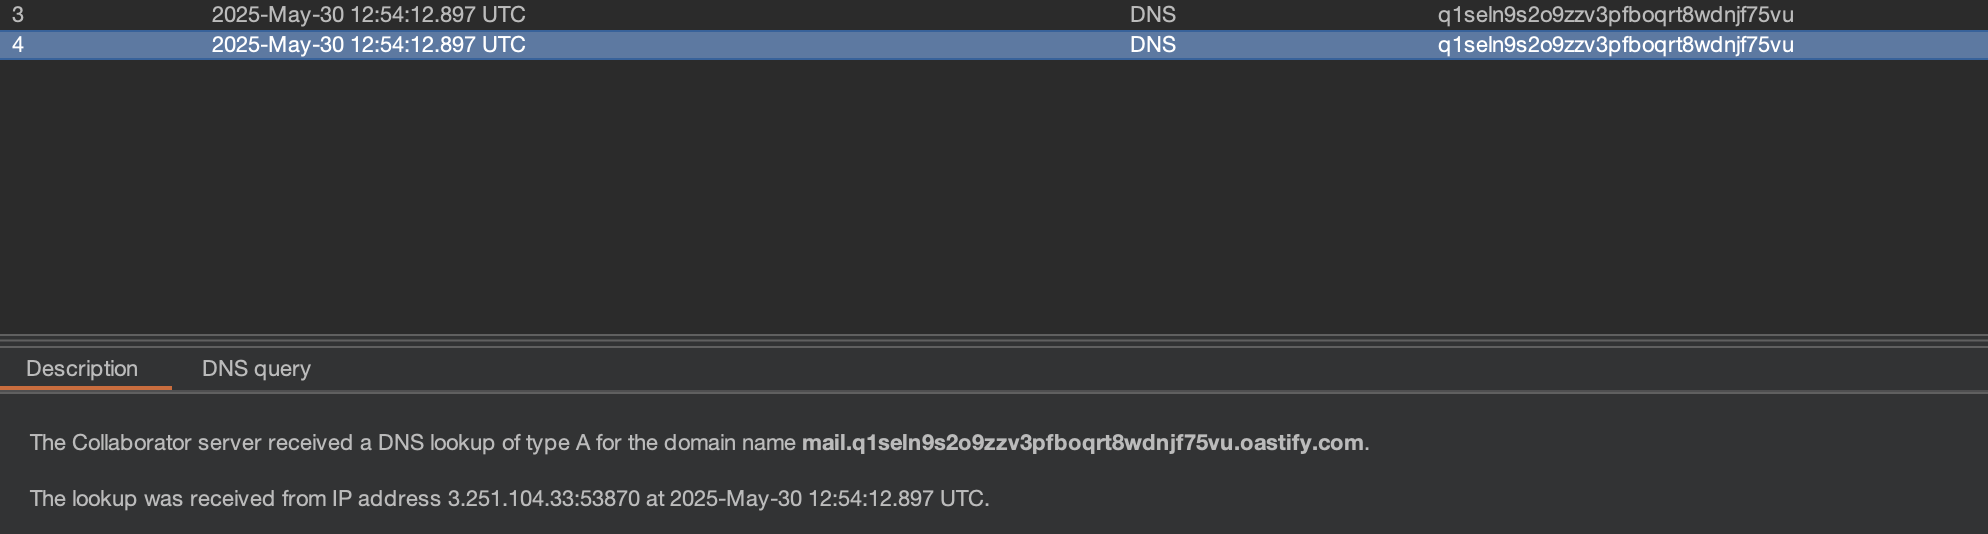 3 2025-May-30 12:54:12.897 UTC DNS q1seln9s2o9zzv3pfboqrt8wdnjf75vu
4 2025-May-30 12:54:12.897 UTC DNS q1seln9s2o9zzv3pfboqrt8wdnjf75vu
Description DNS query
The Collaborator server received a DNS lookup of type A for the domain name mail.q1seln9s2o9zzv3pfboqrt8wdnjf75vu.oastify.com.
The lookup was received from IP address 3.251.104.33:53870 at 2025-May-30 12:54:12.897 UTC.